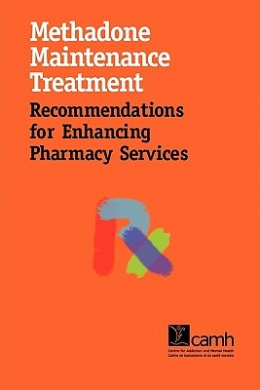 Methadone
Maintenance
Treatment
Recommendations
for Enhancing
Pharmacy Services
Rx
camh
Centre for Addiction and Mental Health
Centre de toxicomanie et de santé mentale